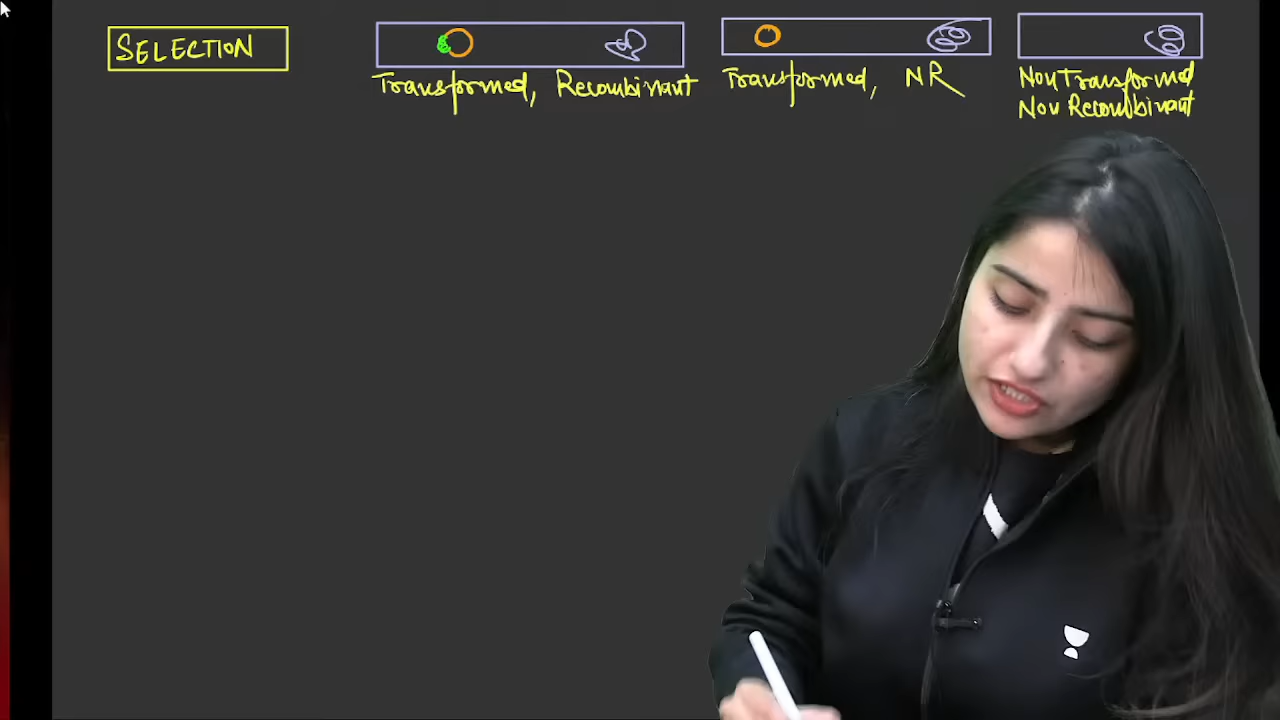 SELECTION
Transformed, Recombinant
Transformed, NR
Non Transformed
Non Recombinant